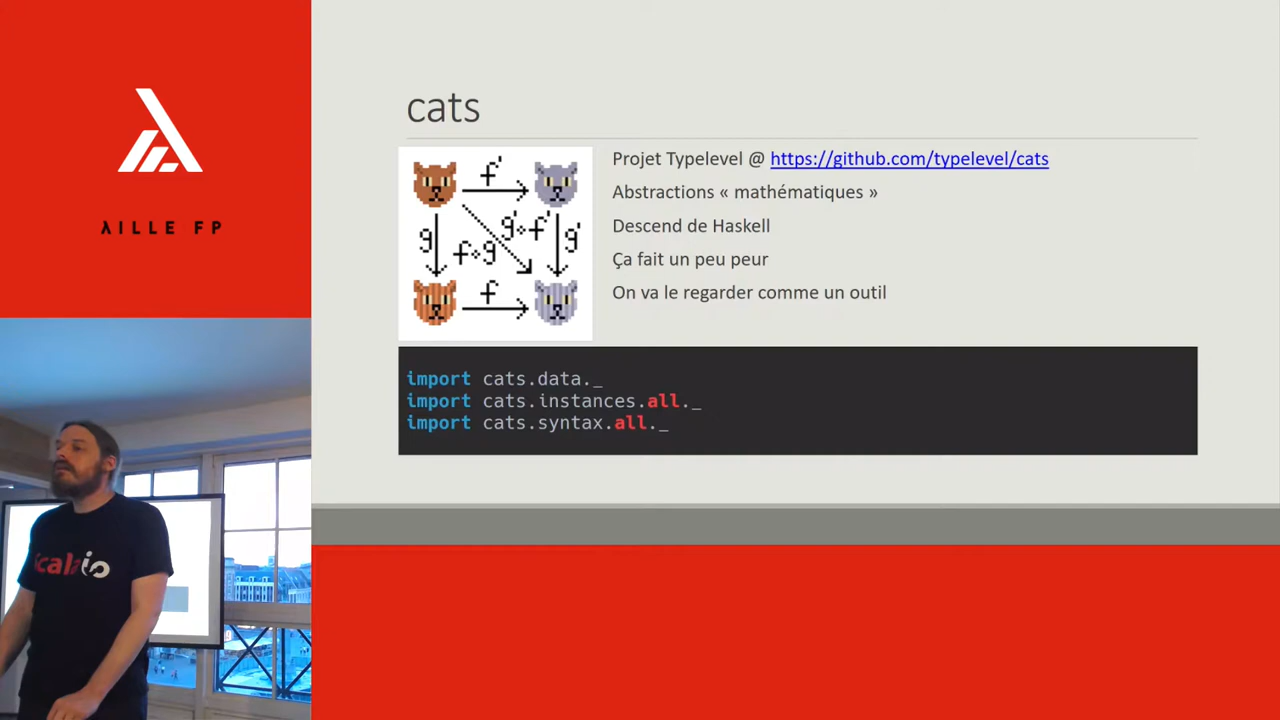 λILLE FP
scala io
cats
f'
g'∘f'
g
g'
f∘g
f
Projet Typelevel @ https://github.com/typelevel/cats
Abstractions « mathématiques »
Descend de Haskell
Ça fait un peu peur
On va le regarder comme un outil
import cats.data._
import cats.instances.all._
import cats.syntax.all._